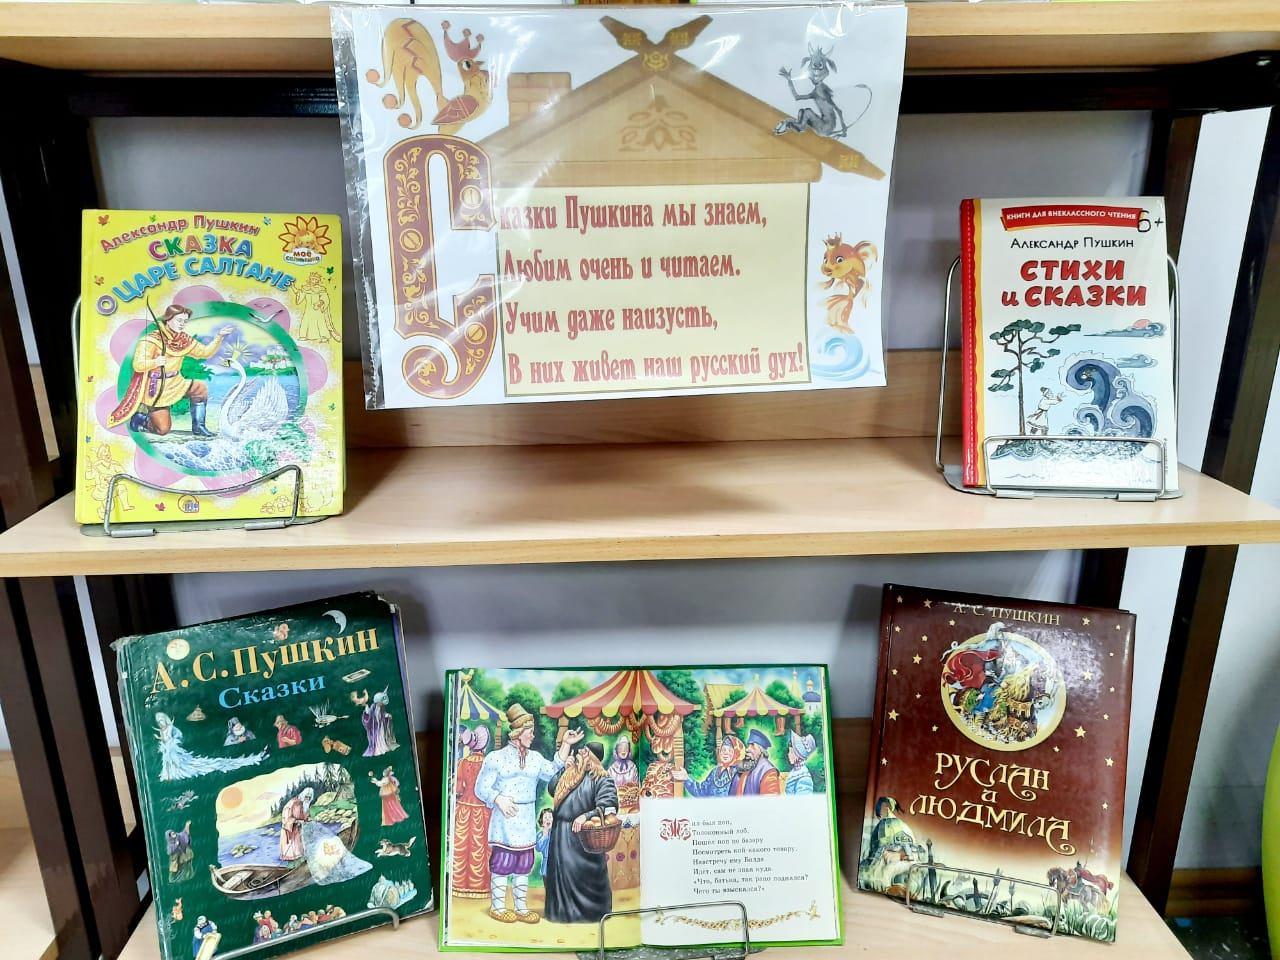 Сказки Пушкина мы знаем,
Любим очень и читаем.
Учим даже наизусть,
В них живет наш русский дух!
Александр Пушкин
СКАЗКА
О ЦАРЕ САЛТАНЕ
моё
солнышко
КНИГИ ДЛЯ ВНЕКЛАССНОГО ЧТЕНИЯ
6+
АЛЕКСАНДР ПУШКИН
СТИХИ
и СКАЗКИ
А.С.Пушкин
Сказки
Жил-был поп,
Толоконный лоб.
Пошел поп по базару
Посмотреть кой-какого товару.
Навстречу ему Балда
Идет, сам не зная куда.
«Что, батька, так рано поднялся?
Чего ты взыскался?»
А. С. ПУШКИН
РУСЛАН
и
ЛЮДМИЛА